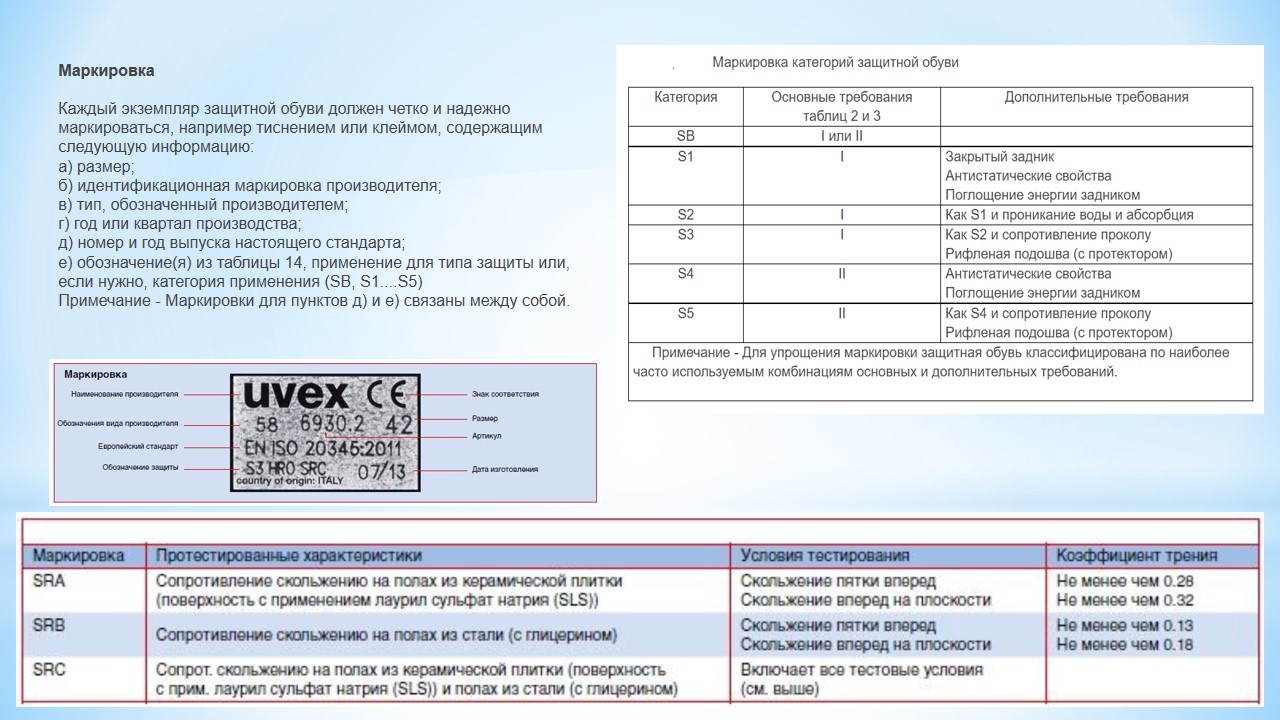 Маркировка
Каждый экземпляр защитной обуви должен четко и надежно
маркироваться, например тиснением или клеймом, содержащим
следующую информацию:
а) размер;
б) идентификационная маркировка производителя;
в) тип, обозначенный производителем;
г) год или квартал производства;
д) номер и год выпуска настоящего стандарта;
е) обозначение(я) из таблицы 14, применение для типа защиты или,
если нужно, категория применения (SB, S1....S5)
Примечание - Маркировки для пунктов д) и е) связаны между собой.
Маркировка категорий защитной обуви
Категория Основные требования Дополнительные требования
таблиц 2 и 3
SB I или II
S1 I Закрытый задник
Антистатические свойства
Поглощение энергии задником
S2 I Как S1 и проникание воды и абсорбция
S3 I Как S2 и сопротивление проколу
Рифленая подошва (с протектором)
S4 II Антистатические свойства
Поглощение энергии задником
S5 II Как S4 и сопротивление проколу
Рифленая подошва (с протектором)
Примечание - Для упрощения маркировки защитная обувь классифицирована по наиболее
часто используемым комбинациям основных и дополнительных требований.
Маркировка
Наименование производителя
Обозначения вида производителя
Европейский стандарт
Обозначение защиты
uvex CE
58 6930.2 42
EN ISO 20345:2011
S3 HRO SRC 07/13
country of origin: ITALY
Знак соответствия
Размер
Артикул
Дата изготовления
Маркировка Протестированные характеристики Условия тестирования Коэффициент трения
SRA Сопротивление скольжению на полах из керамической плитки Скольжение пятки вперед Не менее чем 0.28
(поверхность с применением лаурил сульфат натрия (SLS)) Скольжение вперед на плоскости Не менее чем 0.32
SRB Сопротивление скольжению на полах из стали (с глицерином) Скольжение пятки вперед Не менее чем 0.13
Скольжение вперед на плоскости Не менее чем 0.18
SRC Сопрот. скольжению на полах из керамической плитки (поверхность Включает все тестовые условия
с прим. лаурил сульфат натрия (SLS)) и полах из стали (с глицерином) (см. выше)